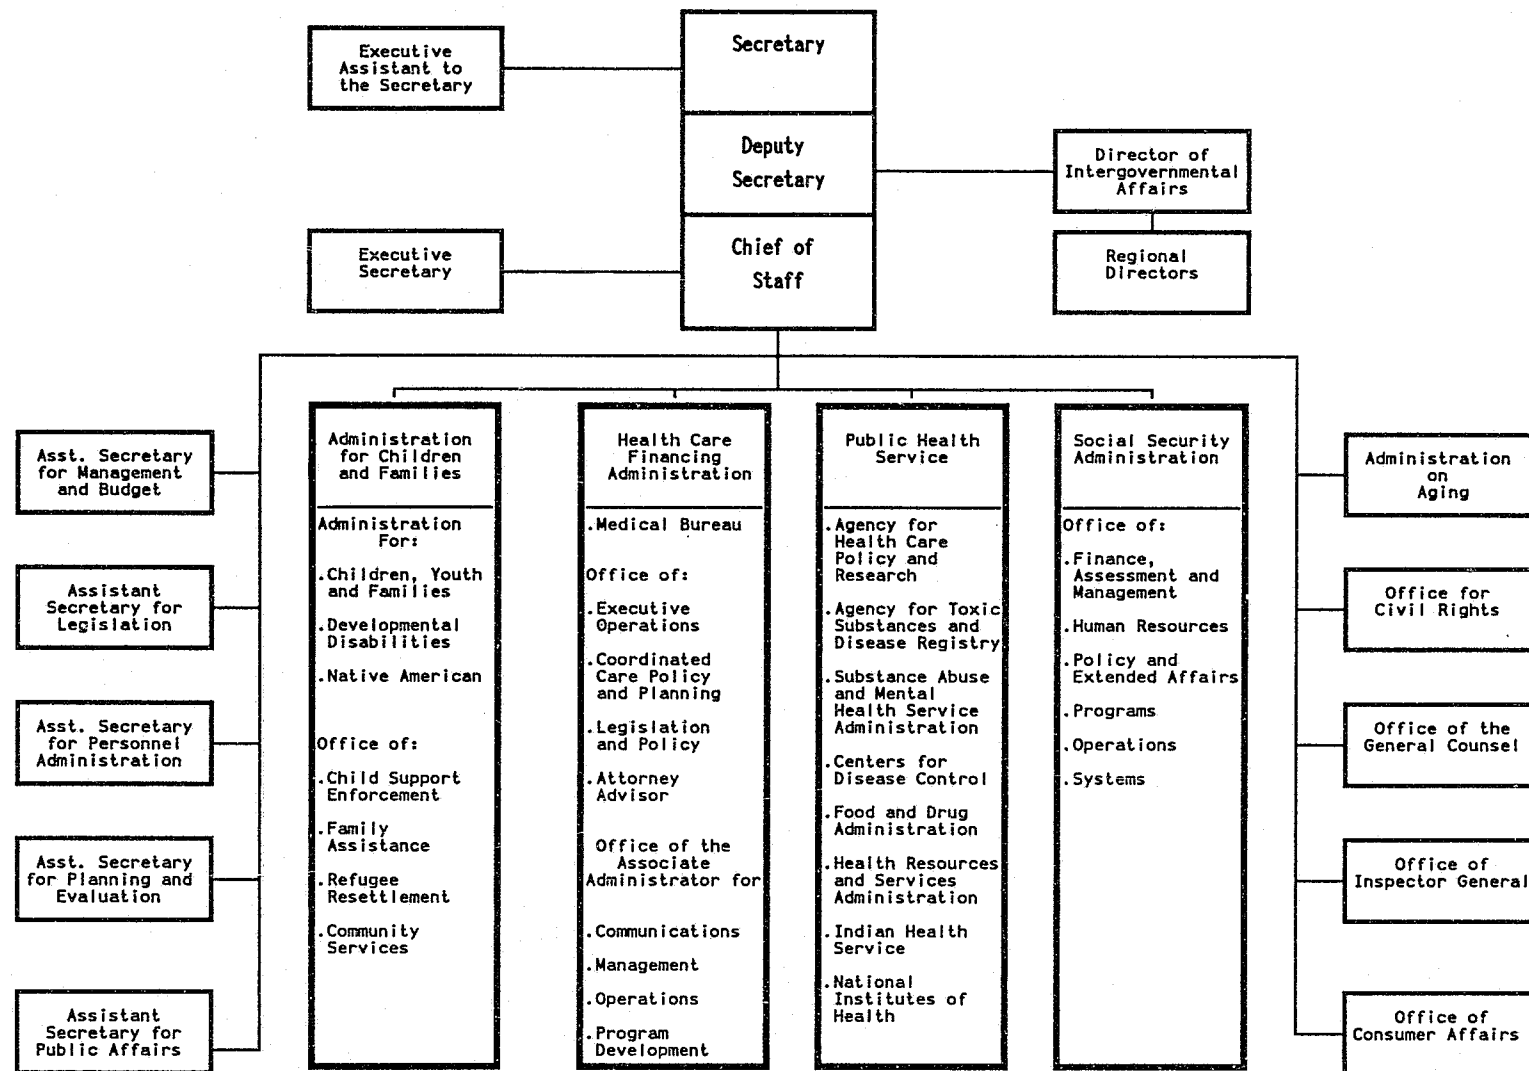 Executive
Assistant to
the Secretary
Secretary
Deputy
Secretary
Director of
Intergovernmental
Affairs
Executive
Secretary
Chief of
Staff
Regional
Directors
Asst. Secretary
for Management
and Budget
Assistant
Secretary for
Legislation
Asst. Secretary
for Personnel
Administration
Asst. Secretary
for Planning and
Evaluation
Assistant
Secretary for
Public Affairs
Administration
for Children
and Families
Administration
For:
.Children, Youth
and Families
.Developmental
Disabilities
.Native American
Office of:
.Child Support
Enforcement
.Family
Assistance
.Refugee
Resettlement
.Community
Services
Health Care
Financing
Administration
.Medical Bureau
Office of:
.Executive
Operations
.Coordinated
Care Policy
and Planning
.Legislation
and Policy
.Attorney
Advisor
Office of the
Associate
Administrator for
.Communications
.Management
.Operations
.Program
Development
Public Health
Service
.Agency for
Health Care
Policy and
Research
.Agency for Toxic
Substances and
Disease Registry
.Substance Abuse
and Mental
Health Service
Administration
.Centers for
Disease Control
.Food and Drug
Administration
.Health Resources
and Services
Administration
.Indian Health
Service
.National
Institutes of
Health
Social Security
Administration
Office of:
.Finance,
Assessment and
Management
.Human Resources
.Policy and
Extended Affairs
.Programs
.Operations
.Systems
Administration
on
Aging
Office for
Civil Rights
Office of the
General Counsel
Office of
Inspector General
Office of
Consumer Affairs